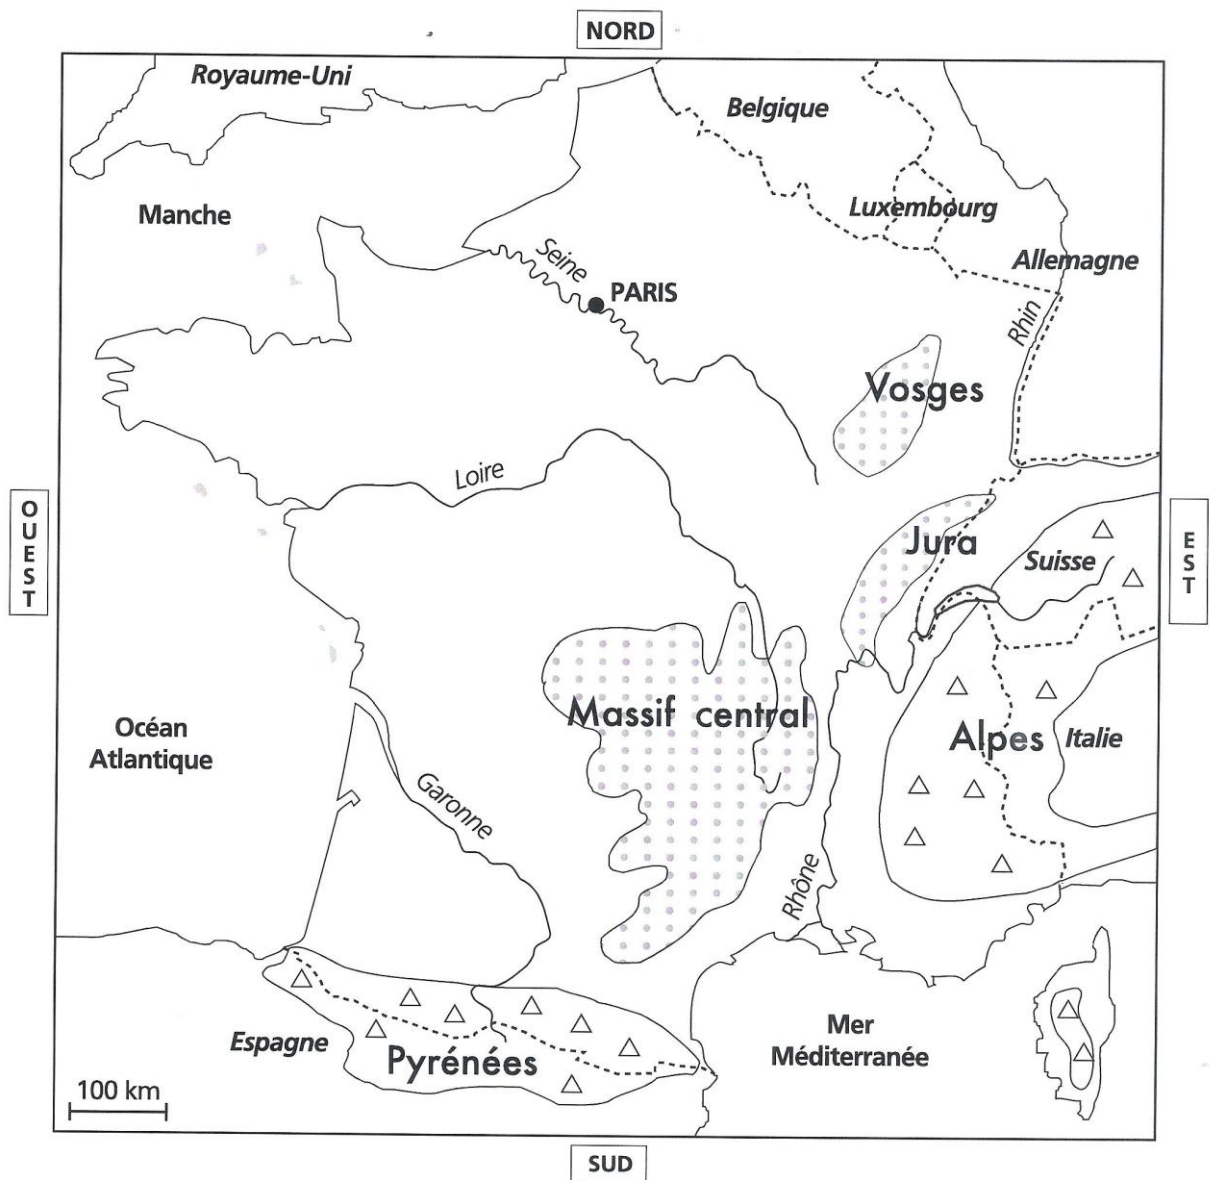 NORD
Royaume-Uni
Belgique
Manche
Luxembourg
Allemagne
Seine
PARIS
Rhin
Vosges
Loire
OUEST
EST
Jura
Suisse
Massif central
Océan
Atlantique
Alpes
Italie
Garonne
Rhône
Espagne
Pyrénées
Mer
Méditerranée
100 km
SUD